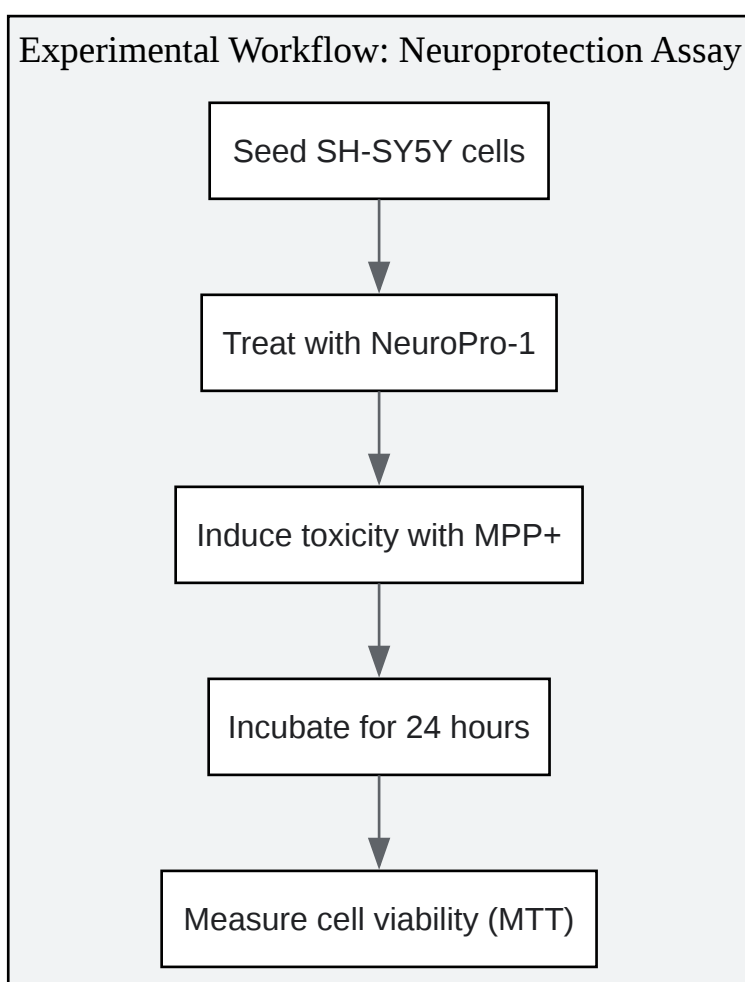 Experimental Workflow: Neuroprotection Assay
Seed SH-SY5Y cells
Treat with NeuroPro-1
Induce toxicity with MPP+
Incubate for 24 hours
Measure cell viability (MTT)